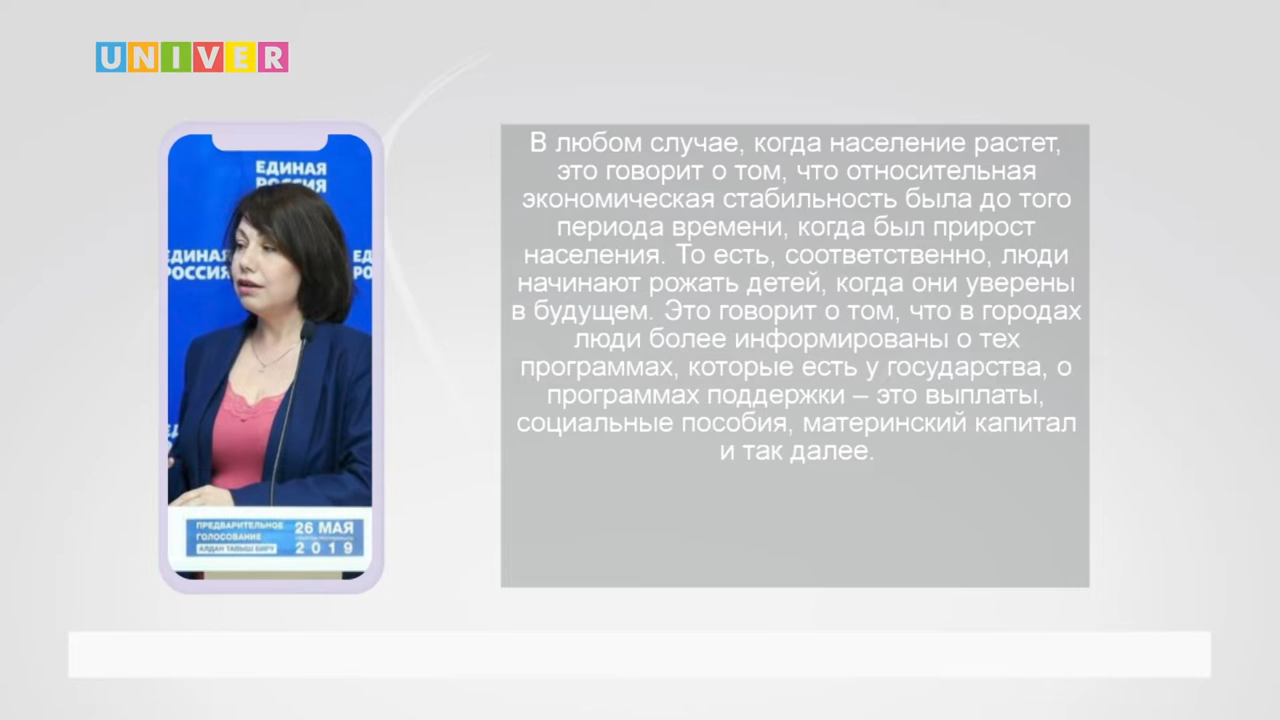 UNIVER
ЕДИНАЯ
РОССИЯ
ЕДИНАЯ
РОССИЯ
ЕД
РО
ПРЕДВАРИТЕЛЬНОЕ
ГОЛОСОВАНИЕ
АЛДАН ТАВЫШ БИРҮ
26 МАЯ
2019
В любом случае, когда население растет,
это говорит о том, что относительная
экономическая стабильность была до того
периода времени, когда был прирост
населения. То есть, соответственно, люди
начинают рожать детей, когда они уверены
в будущем. Это говорит о том, что в городах
люди более информированы о тех
программах, которые есть у государства, о
программах поддержки – это выплаты,
социальные пособия, материнский капитал
и так далее.